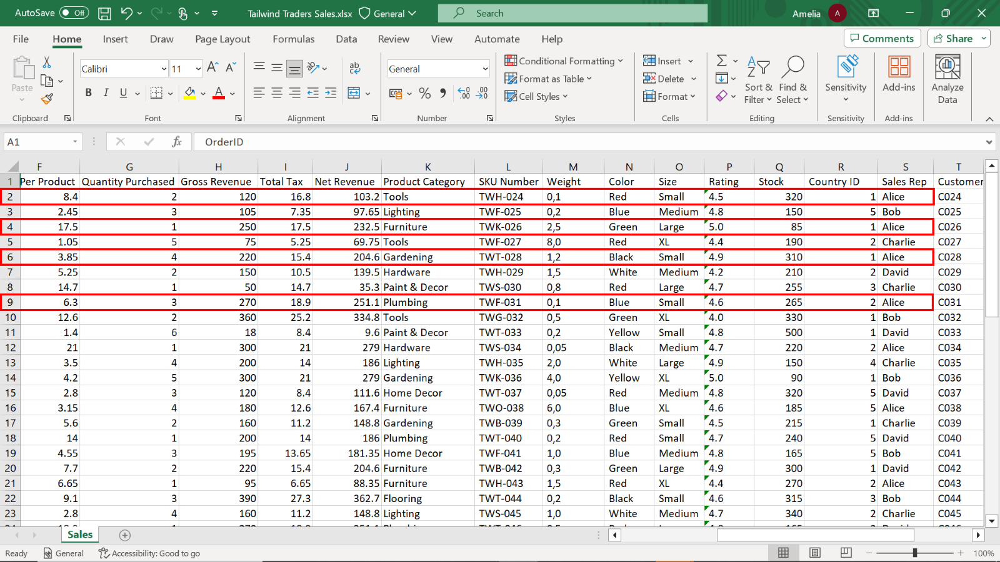 AutoSave Off Tailwind Traders Sales.xlsx General Search Amelia A
File Home Insert Draw Page Layout Formulas Data Review View Automate Help Comments Share
Paste Calibri 11 A A ab General Conditional Formatting Insert Sort & Find & Sensitivity Add-ins Analyze
B I U A % Format as Table Delete Filter Select Data
Cell Styles Format
Clipboard Font Alignment Number Styles Cells Editing Sensitivity Add-ins
A1 fx OrderID
F G H I J K L M N O P Q R S T
1 Per Product Quantity Purchased Gross Revenue Total Tax Net Revenue Product Category SKU Number Weight Color Size Rating Stock Country ID Sales Rep Customer
2 8.4 2 120 16.8 103.2 Tools TWH-024 0,1 Red Small 4.5 320 1 Alice C024
3 2.45 3 105 7.35 97.65 Lighting TWF-025 0,2 Blue Medium 4.8 150 5 Bob C025
4 17.5 1 250 17.5 232.5 Furniture TWK-026 2,5 Green Large 5.0 85 1 Alice C026
5 1.05 5 75 5.25 69.75 Tools TWF-027 8,0 Red XL 4.4 190 2 Charlie C027
6 3.85 4 220 15.4 204.6 Gardening TWT-028 1,2 Black Small 4.9 310 1 Alice C028
7 5.25 2 150 10.5 139.5 Hardware TWH-029 1,5 White Medium 4.2 210 2 David C029
8 14.7 1 50 14.7 35.3 Paint & Decor TWS-030 0,8 Red Large 4.7 255 3 Charlie C030
9 6.3 3 270 18.9 251.1 Plumbing TWF-031 0,1 Blue Small 4.6 265 2 Alice C031
10 12.6 2 360 25.2 334.8 Tools TWG-032 0,5 Green XL 4.0 330 1 Bob C032
11 1.4 6 18 8.4 9.6 Paint & Decor TWT-033 0,2 Yellow Small 4.8 500 1 David C033
12 21 1 300 21 279 Hardware TWS-034 0,05 Black Medium 4.7 220 2 Alice C034
13 3.5 4 200 14 186 Lighting TWH-035 2,0 White Large 4.9 150 4 Charlie C035
14 4.2 5 300 21 279 Gardening TWK-036 4,0 Yellow XL 5.0 90 1 Bob C036
15 2.8 3 120 8.4 111.6 Home Decor TWT-037 0,05 Red Medium 4.8 320 5 David C037
16 3.15 4 180 12.6 167.4 Furniture TWO-038 6,0 Blue XL 4.6 185 5 Alice C038
17 5.6 2 160 11.2 148.8 Gardening TWB-039 0,3 Green Small 4.5 215 1 Charlie C039
18 14 1 200 14 186 Plumbing TWT-040 0,2 Red Small 4.7 240 5 David C040
19 4.55 3 195 13.65 181.35 Home Decor TWF-041 1,0 Blue Medium 4.8 165 5 Bob C041
20 7.7 2 220 15.4 204.6 Furniture TWB-042 0,3 Green Large 4.9 300 1 David C042
21 6.65 1 95 6.65 88.35 Furniture TWH-043 1,5 Red XL 4.4 270 2 Alice C043
22 9.1 3 390 27.3 362.7 Flooring TWT-044 0,2 Black Small 4.6 315 3 Bob C044
23 2.8 4 160 11.2 148.8 Lighting TWS-045 1,0 White Medium 4.7 340 2 Charlie C045
Sales
Ready General Accessibility: Good to go 100%